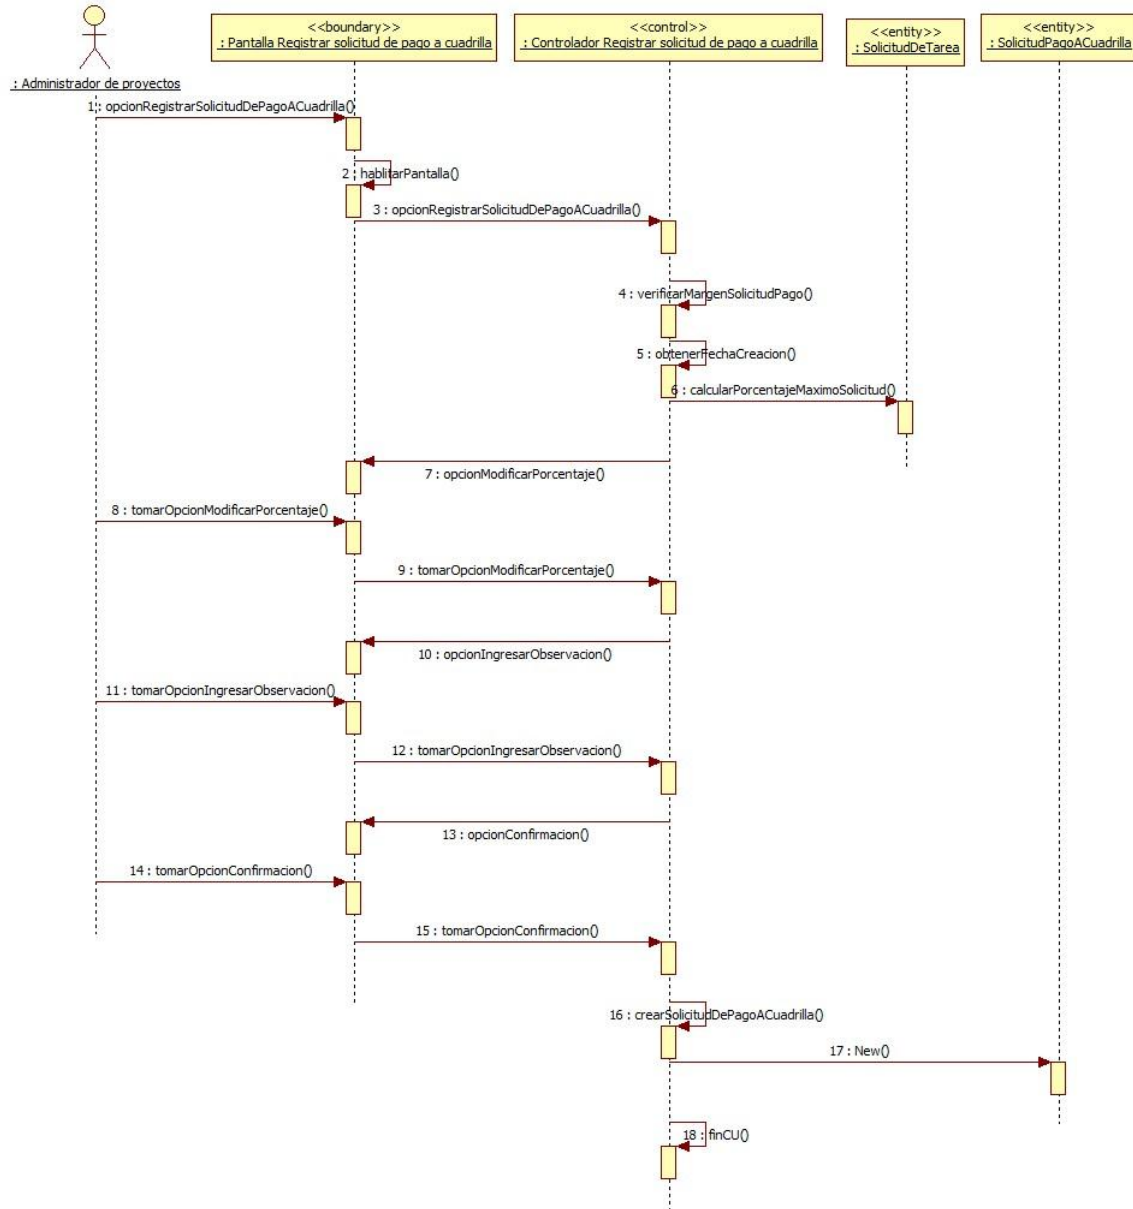 <<boundary>>
: Pantalla Registrar solicitud de pago a cuadrilla
<<control>>
: Controlador Registrar solicitud de pago a cuadrilla
<<entity>>
: SolicitudDeTarea
<<entity>>
: SolicitudPagoACuadrilla
: Administrador de proyectos
1 : opcionRegistrarSolicitudDePagoACuadrilla()
2 : hablitarPantalla()
3 : opcionRegistrarSolicitudDePagoACuadrilla()
4 : verificarMargenSolicitudPago()
5 : obtenerFechaCreacion()
6 : calcularPorcentajeMaximoSolicitud()
7 : opcionModificarPorcentaje()
8 : tomarOpcionModificarPorcentaje()
9 : tomarOpcionModificarPorcentaje()
10 : opcionIngresarObservacion()
11 : tomarOpcionIngresarObservacion()
12 : tomarOpcionIngresarObservacion()
13 : opcionConfirmacion()
14 : tomarOpcionConfirmacion()
15 : tomarOpcionConfirmacion()
16 : crearSolicitudDePagoACuadrilla()
17 : New()
18 : finCU()